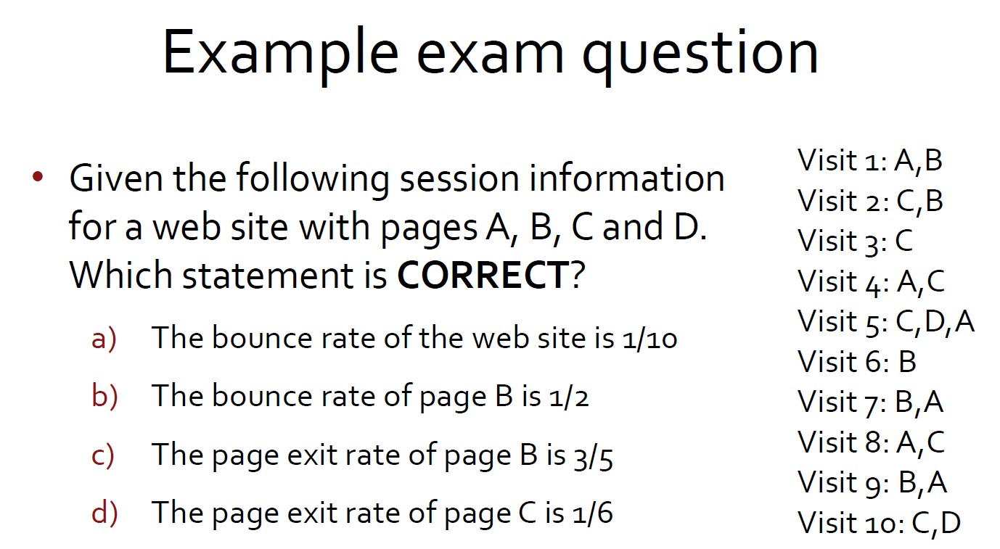 Example exam question
• Given the following session information
for a web site with pages A, B, C and D.
Which statement is CORRECT?
a) The bounce rate of the web site is 1/10
b) The bounce rate of page B is 1/2
c) The page exit rate of page B is 3/5
d) The page exit rate of page C is 1/6
Visit 1: A,B
Visit 2: C,B
Visit 3: C
Visit 4: A,C
Visit 5: C,D,A
Visit 6: B
Visit 7: B,A
Visit 8: A,C
Visit 9: B,A
Visit 10: C,D